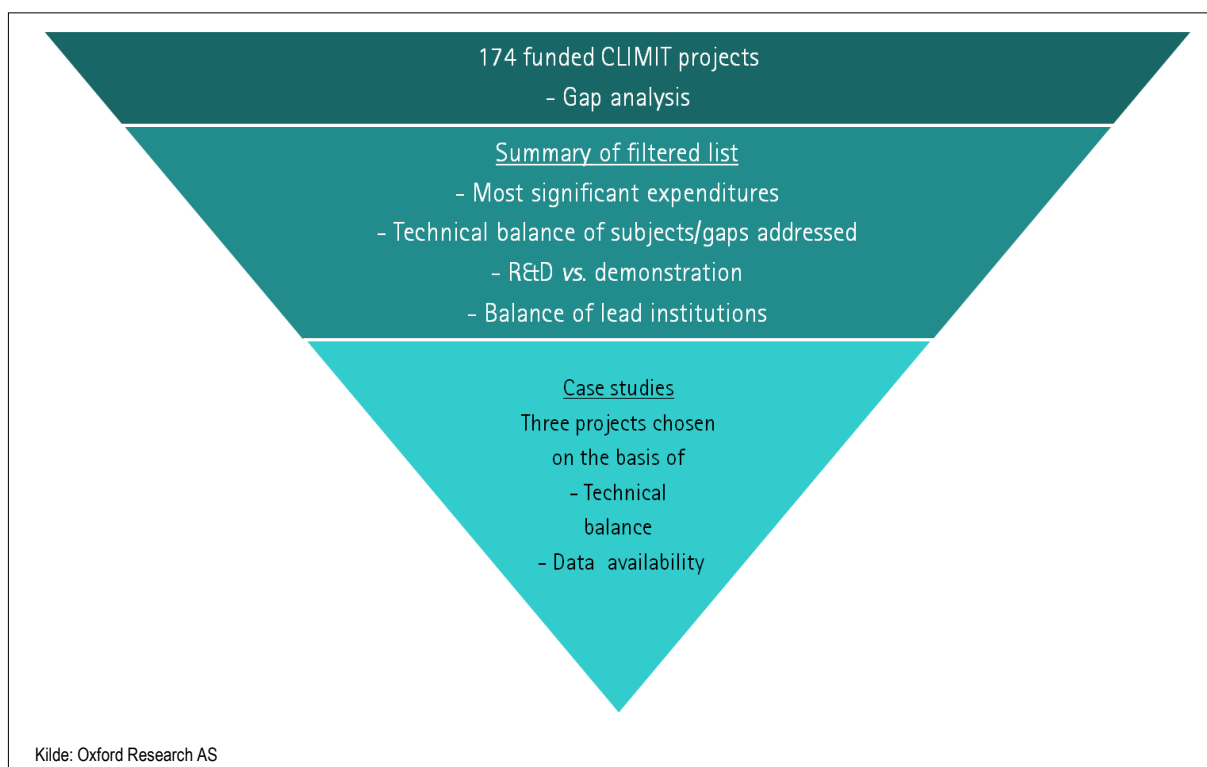 174 funded CLIMIT projects
- Gap analysis
Summary of filtered list
- Most significant expenditures
- Technical balance of subjects/gaps addressed
- R&D vs. demonstration
- Balance of lead institutions
Case studies
Three projects chosen
on the basis of
- Technical
balance
- Data availability
Kilde: Oxford Research AS